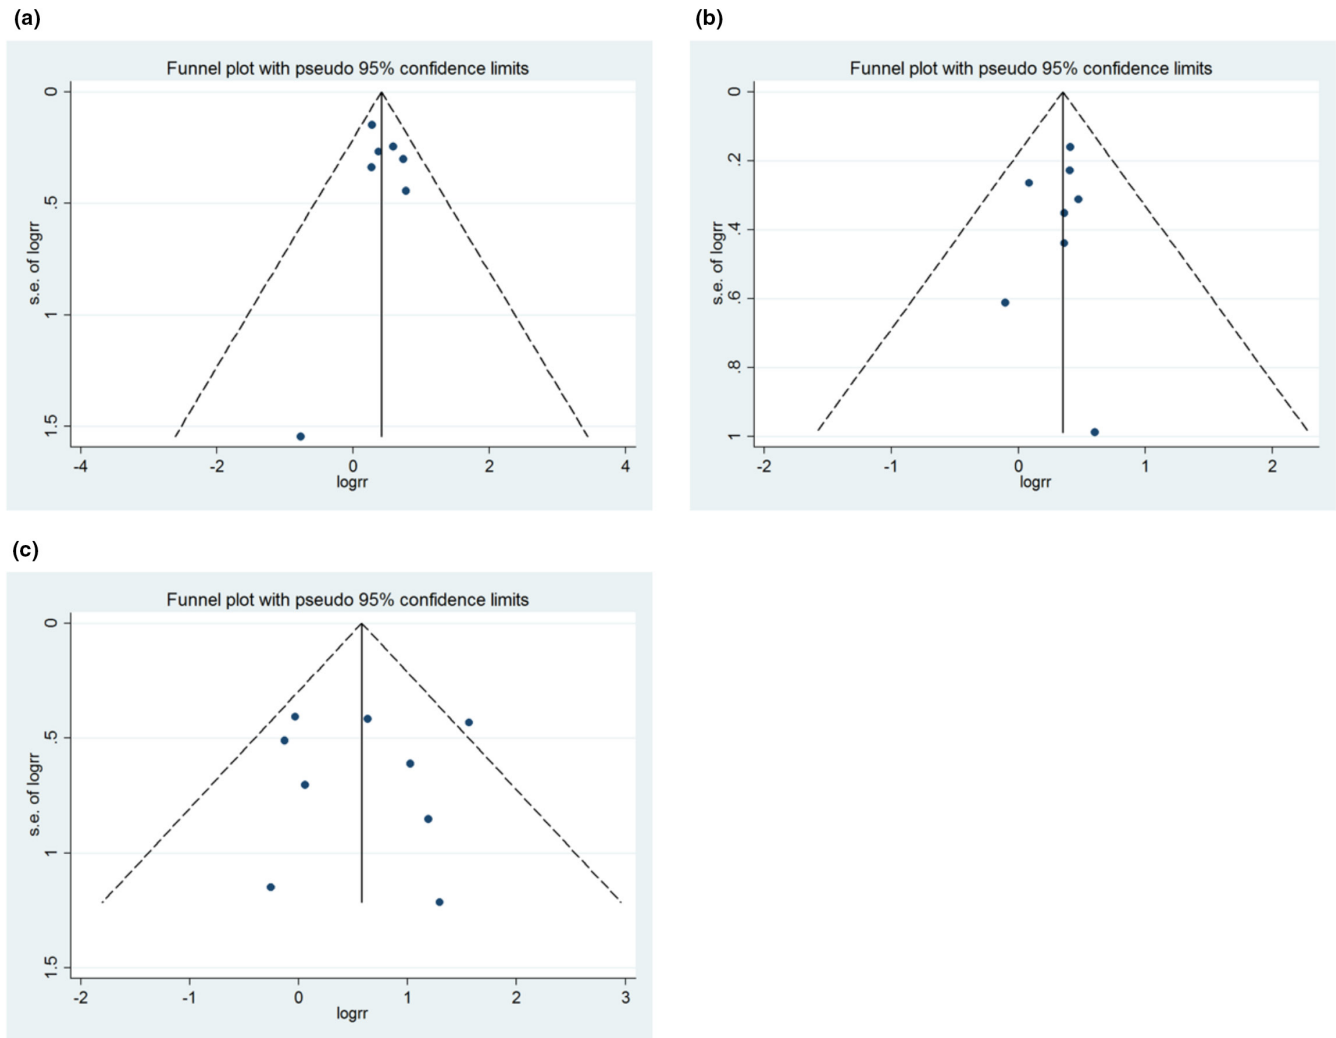 (a)
Funnel plot with pseudo 95% confidence limits
s.e. of logrr
0
.5
1
1.5
-4
-2
0
2
4
logrr
(b)
Funnel plot with pseudo 95% confidence limits
s.e. of logrr
0
.2
.4
.6
.8
1
-2
-1
0
1
2
logrr
(c)
Funnel plot with pseudo 95% confidence limits
s.e. of logrr
0
.5
1
1.5
-2
-1
0
1
2
3
logrr